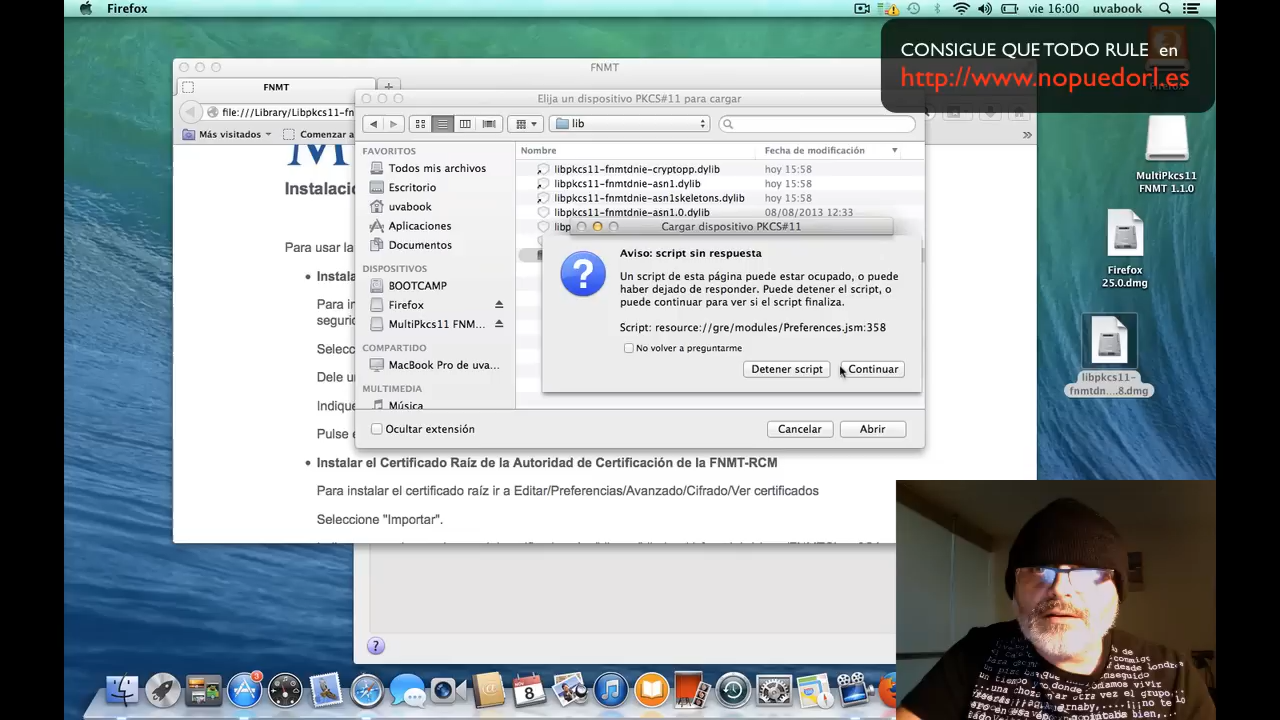 Firefox
vie 16:00
uvabook
CONSIGUE QUE TODO RULE en
http://www.nopuedorl.es
FNMT
FNMT
Elija un dispositivo PKCS#11 para cargar
file:///Library/Libpkcs11-fn
lib
Más visitados
Comenzar a
»
FAVORITOS
Todos mis archivos
Escritorio
uvabook
Aplicaciones
Documentos
DISPOSITIVOS
BOOTCAMP
Firefox
MultiPkcs11 FNM...
COMPARTIDO
MacBook Pro de uva...
MULTIMEDIA
Música
Nombre
Fecha de modificación
libpkcs11-fnmtdnie-cryptopp.dylib
hoy 15:58
libpkcs11-fnmtdnie-asn1.dylib
hoy 15:58
libpkcs11-fnmtdnie-asn1skeletons.dylib
hoy 15:58
libpkcs11-fnmtdnie-asn1.0.dylib
08/08/2013 12:33
libp
Cargar dispositivo PKCS#11
Aviso: script sin respuesta
Un script de esta página puede estar ocupado, o puede
haber dejado de responder. Puede detener el script, o
puede continuar para ver si el script finaliza.
Script: resource://gre/modules/Preferences.jsm:358
No volver a preguntarme
Detener script
Continuar
Ocultar extensión
Cancelar
Abrir
Instalació
Para usar la
• Instala
Para in
segurid
Selecc
Dele u
Indique
Pulse e
• Instalar el Certificado Raíz de la Autoridad de Certificación de la FNMT-RCM
Para instalar el certificado raíz ir a Editar/Preferencias/Avanzado/Cifrado/Ver certificados
Seleccione "Importar".
MultiPkcs11
FNMT 1.1.0
Firefox
25.0.dmg
libpkcs11-
fnmtdn....8.dmg